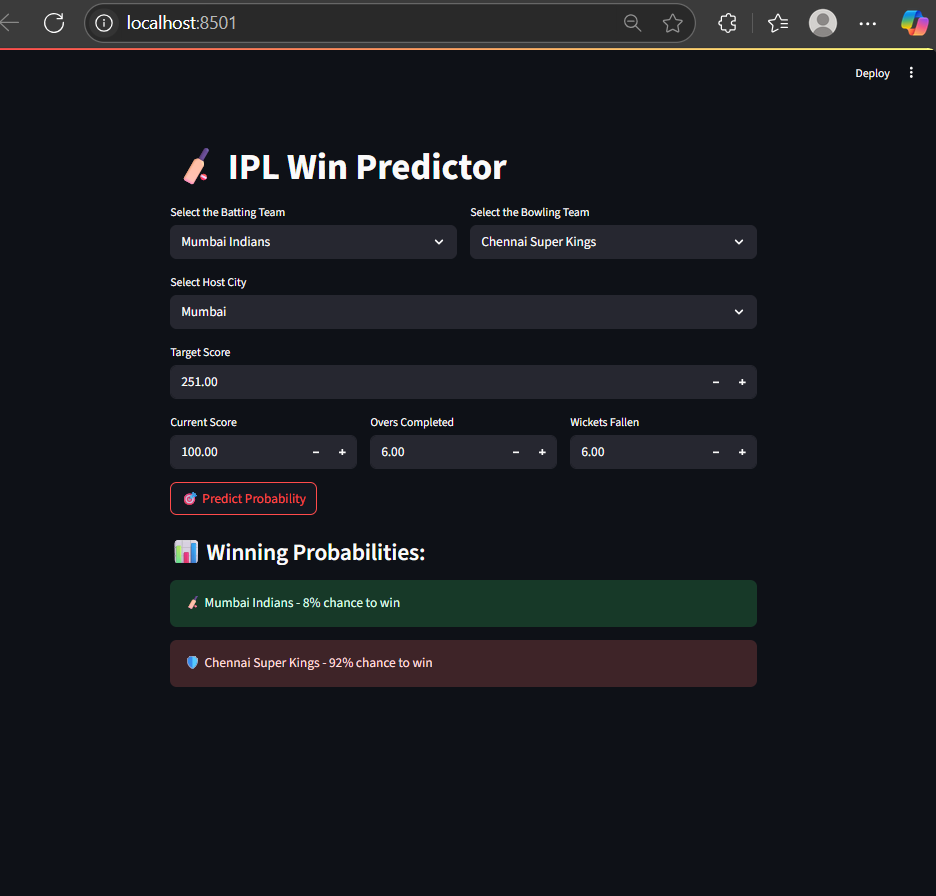 localhost:8501
Deploy
IPL Win Predictor
Select the Batting Team Select the Bowling Team
Mumbai Indians Chennai Super Kings
Select Host City
Mumbai
Target Score
251.00 − +
Current Score Overs Completed Wickets Fallen
100.00 − + 6.00 − + 6.00 − +
Predict Probability
Winning Probabilities:
Mumbai Indians - 8% chance to win
Chennai Super Kings - 92% chance to win